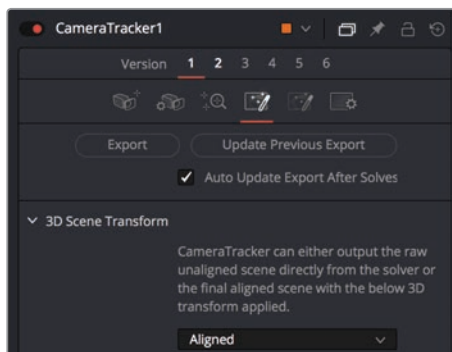 CameraTracker1
Version 1 2 3 4 5 6
Export Update Previous Export
Auto Update Export After Solves
3D Scene Transform
CameraTracker can either output the raw
unaligned scene directly from the solver or
the final aligned scene with the below 3D
transform applied.
Aligned